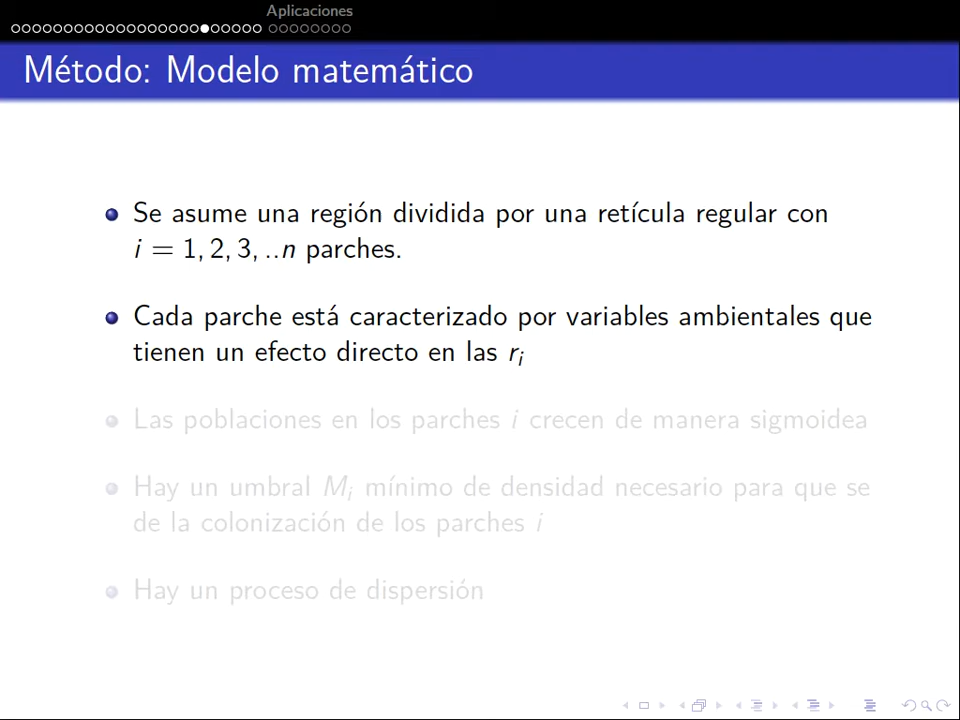 Aplicaciones
Método: Modelo matemático
Se asume una región dividida por una retícula regular con
i = 1, 2, 3, ..n parches.
Cada parche está caracterizado por variables ambientales que
tienen un efecto directo en las rᵢ
Las poblaciones en los parches i crecen de manera sigmoidea
Hay un umbral Mᵢ mínimo de densidad necesario para que se
de la colonización de los parches i
Hay un proceso de dispersión